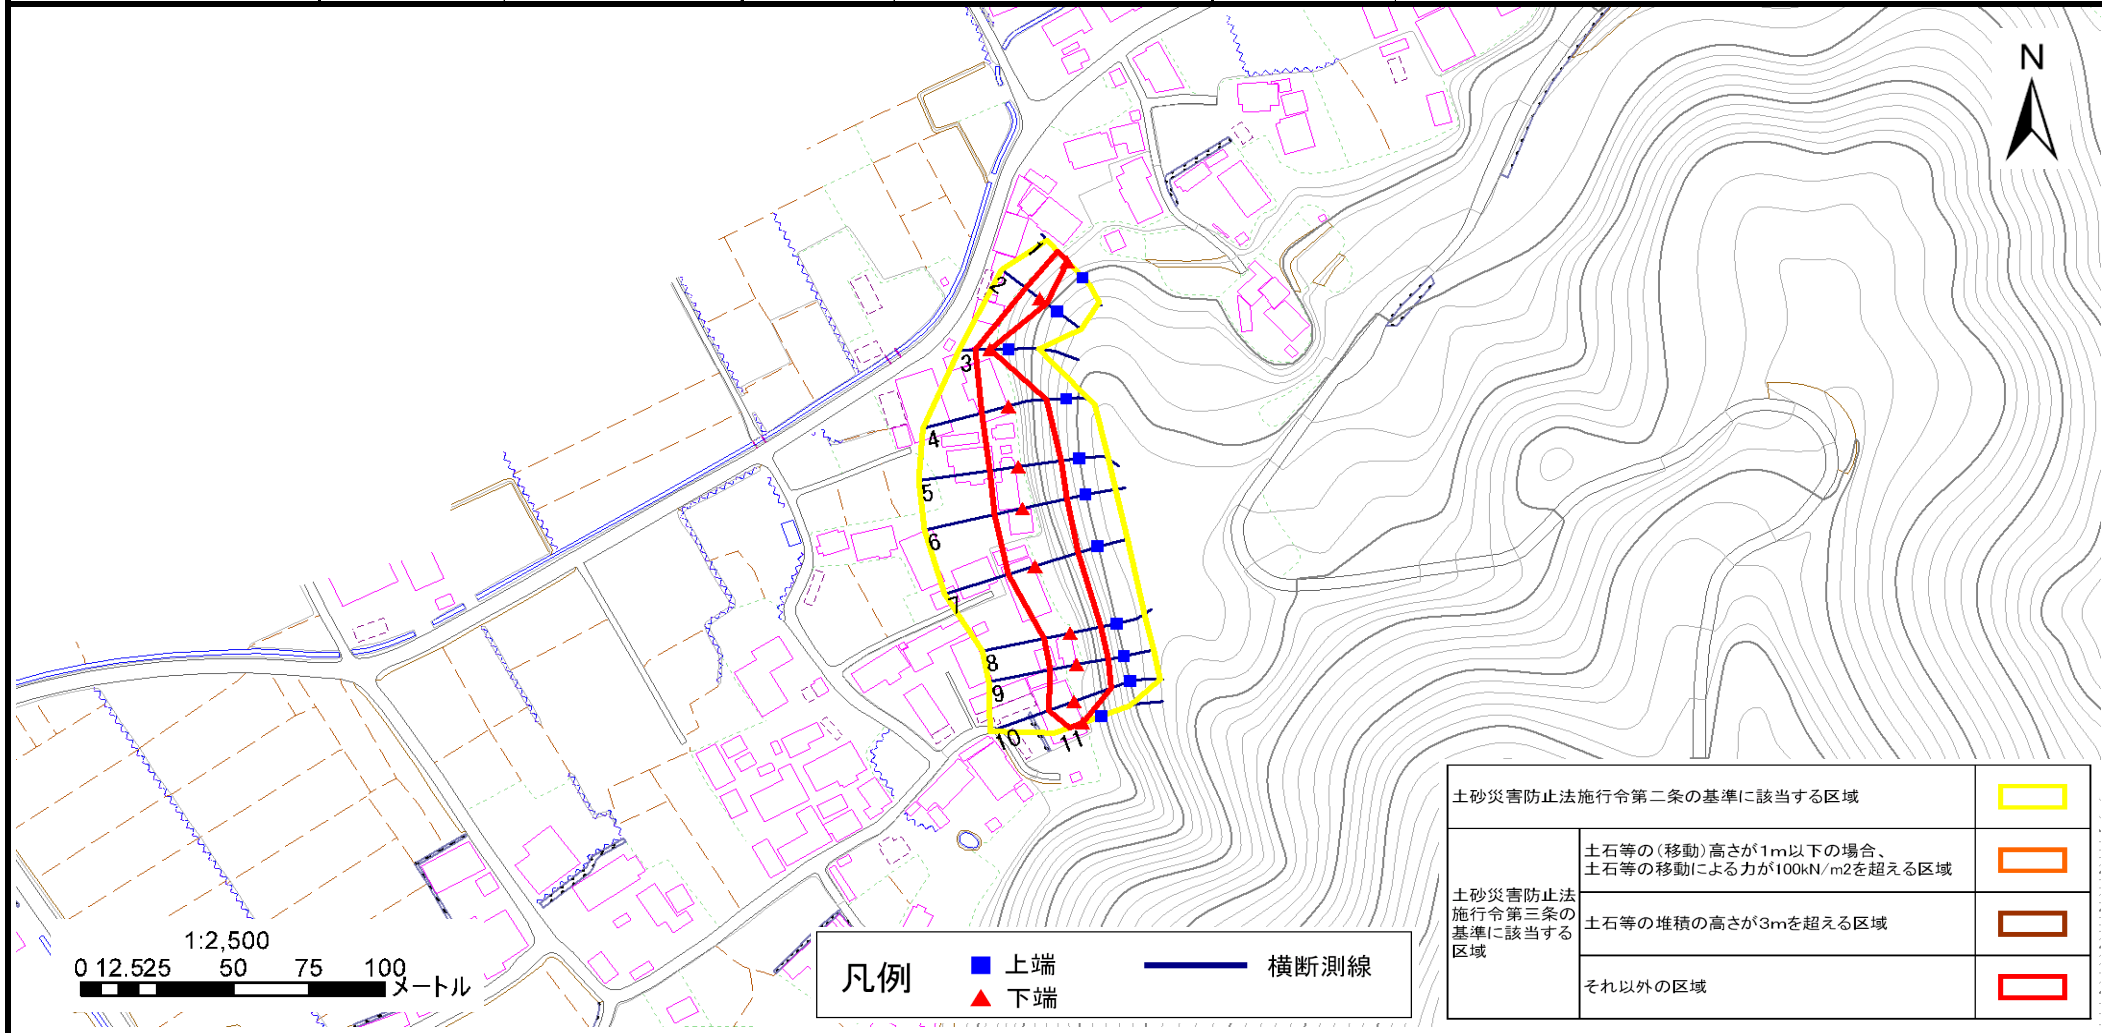 N
1
2
3
4
5
6
7
8
9
10
11
1:2,500
0 12.525 50 75 100
メートル
凡例
上端
下端
横断測線
土砂災害防止法施行令第二条の基準に該当する区域
土砂災害防止法
施行令第三条の
基準に該当する
区域
土石等の(移動)高さが1m以下の場合、
土石等の移動による力が100kN/m2を超える区域
土石等の堆積の高さが3mを超える区域
それ以外の区域